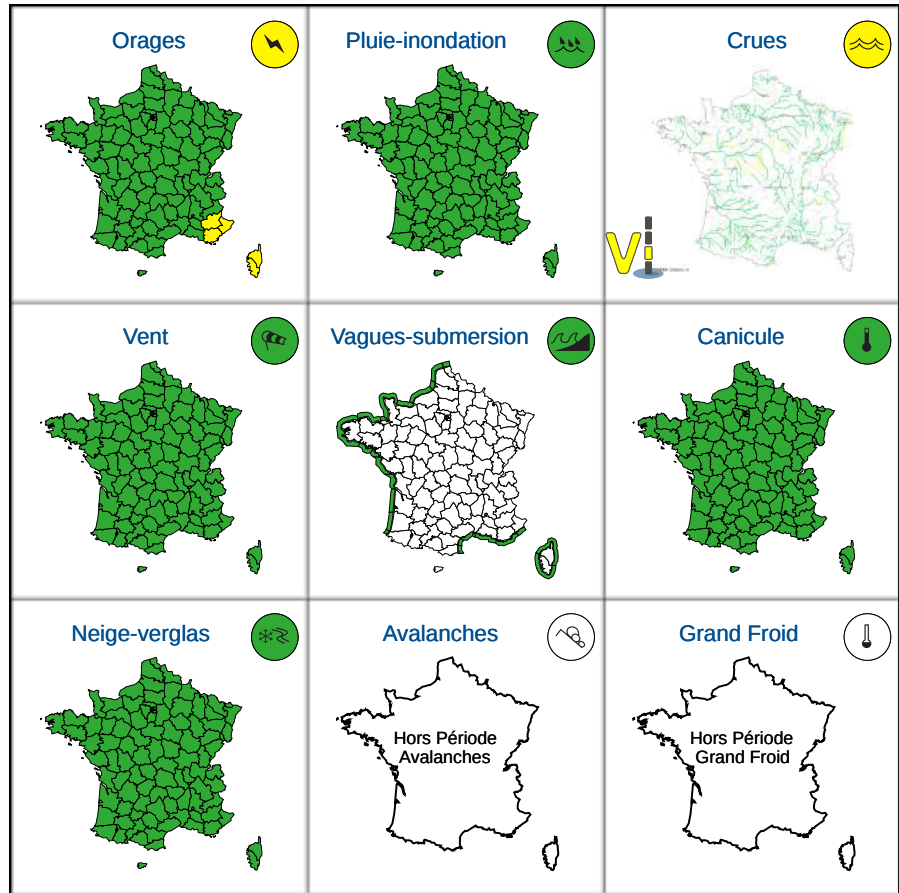 Orages
Pluie-inondation
Crues
Vi
Vent
Vagues-submersion
Canicule
Neige-verglas
Avalanches
Hors Période
Avalanches
Grand Froid
Hors Période
Grand Froid